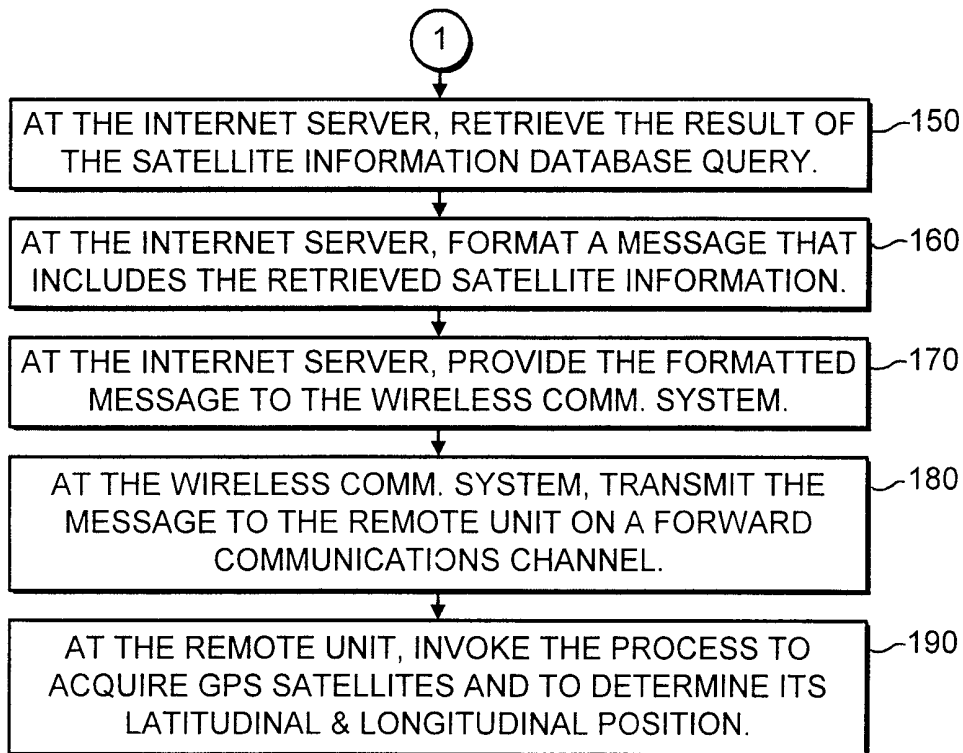 1
AT THE INTERNET SERVER, RETRIEVE THE RESULT OF
THE SATELLITE INFORMATION DATABASE QUERY.
150
AT THE INTERNET SERVER, FORMAT A MESSAGE THAT
INCLUDES THE RETRIEVED SATELLITE INFORMATION.
160
AT THE INTERNET SERVER, PROVIDE THE FORMATTED
MESSAGE TO THE WIRELESS COMM. SYSTEM.
170
AT THE WIRELESS COMM. SYSTEM, TRANSMIT THE
MESSAGE TO THE REMOTE UNIT ON A FORWARD
COMMUNICATIONS CHANNEL.
180
AT THE REMOTE UNIT, INVOKE THE PROCESS TO
ACQUIRE GPS SATELLITES AND TO DETERMINE ITS
LATITUDINAL & LONGITUDINAL POSITION.
190